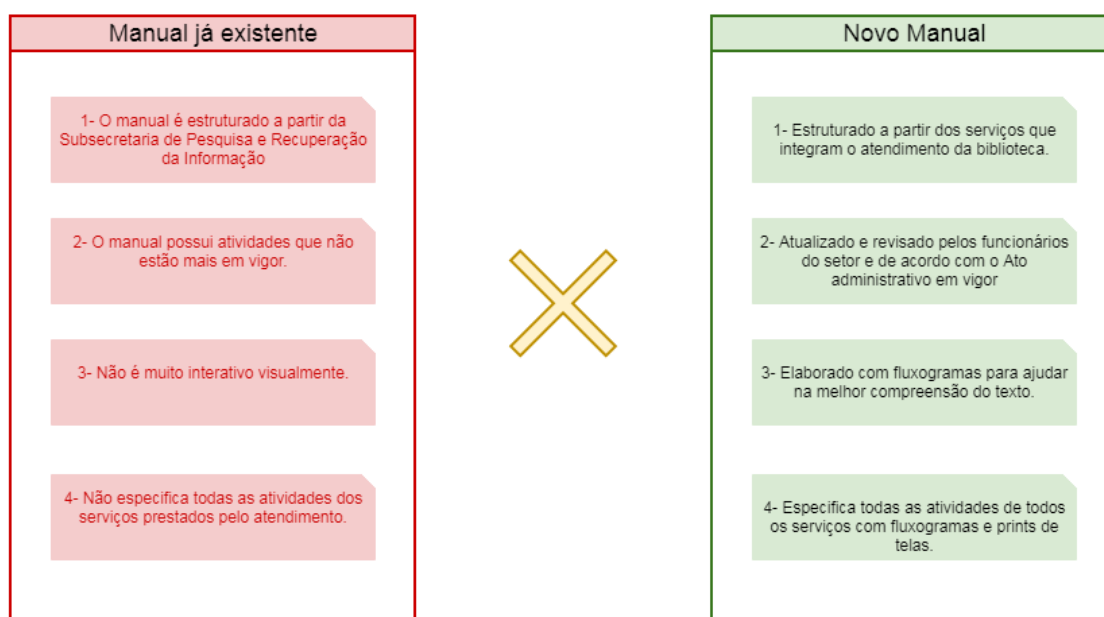 Manual já existente
1- O manual é estruturado a partir da
Subsecretaria de Pesquisa e Recuperação
da Informação
2- O manual possui atividades que não
estão mais em vigor.
3- Não é muito interativo visualmente.
4- Não especifica todas as atividades dos
serviços prestados pelo atendimento.
Novo Manual
1- Estruturado a partir dos serviços que
integram o atendimento da biblioteca.
2- Atualizado e revisado pelos funcionários
do setor e de acordo com o Ato
administrativo em vigor
3- Elaborado com fluxogramas para ajudar
na melhor compreensão do texto.
4- Especifica todas as atividades de todos
os serviços com fluxogramas e prints de
telas.